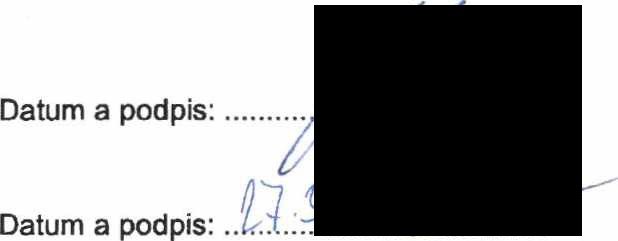 Datum a podpis: ............
Datum a podpis: ............ 27.